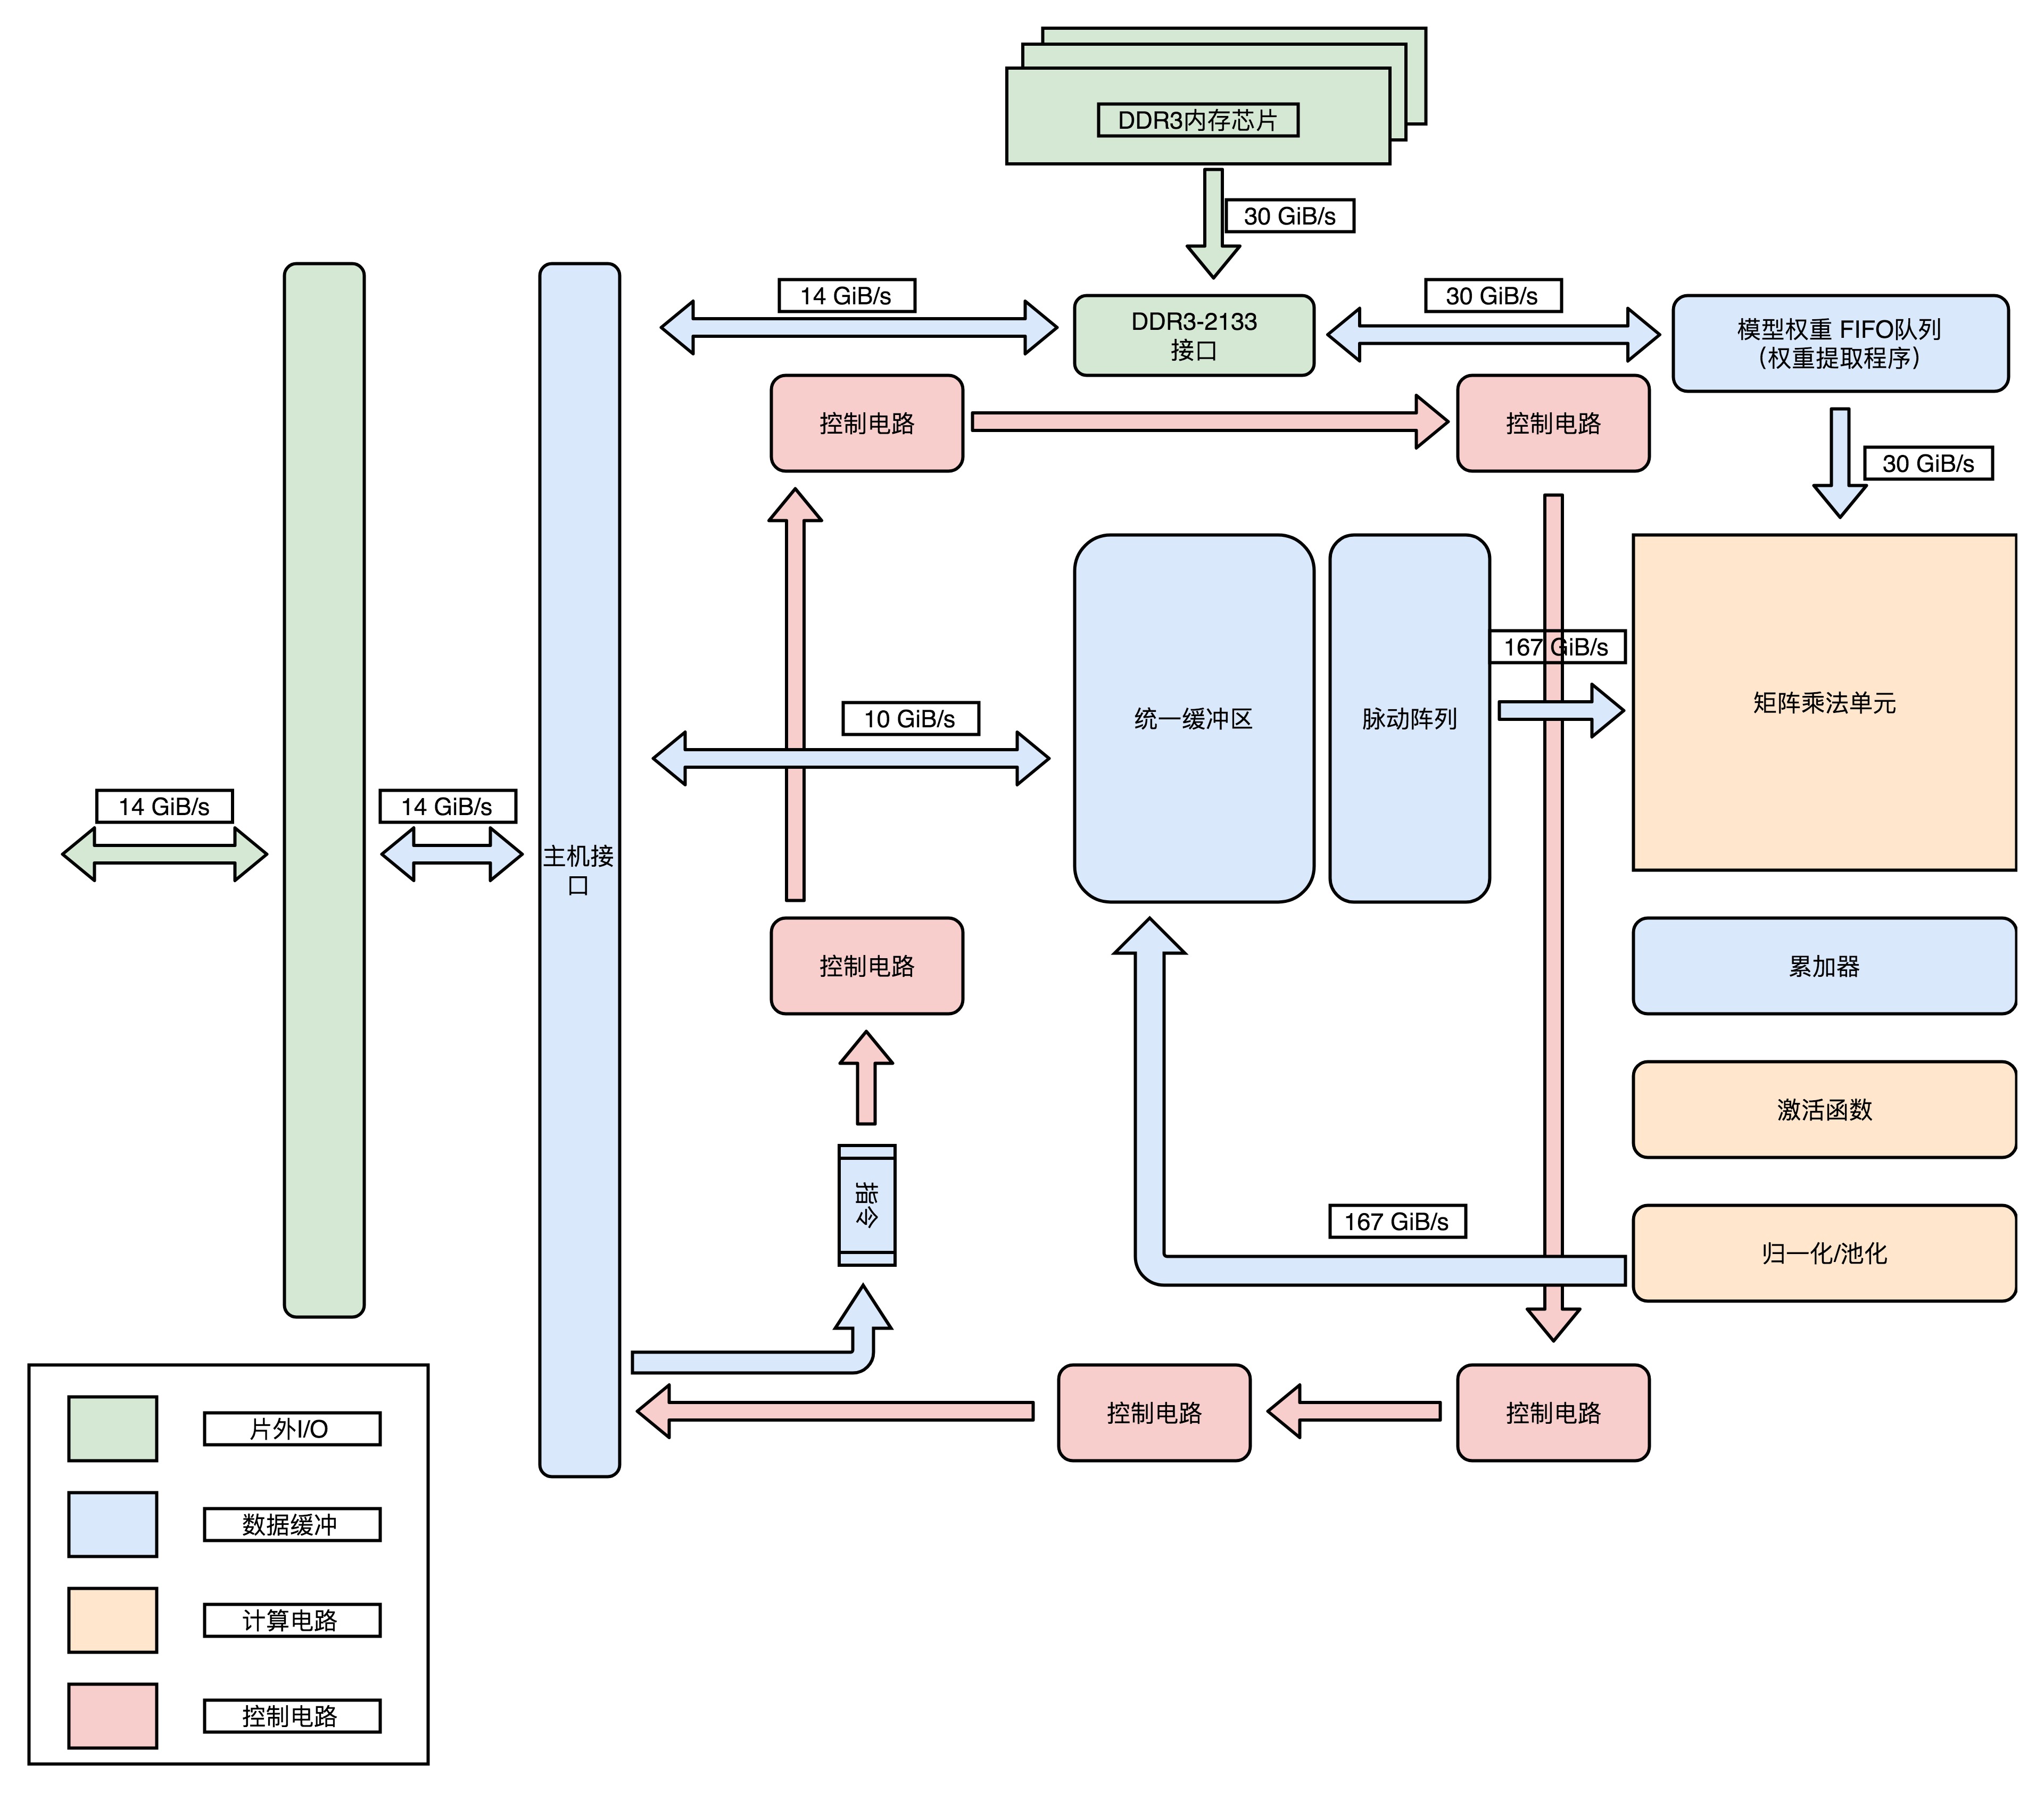 DDR3内存芯片
30 GiB/s
14 GiB/s
DDR3-2133
接口
30 GiB/s
模型权重 FIFO队列
（权重提取程序）
控制电路
控制电路
30 GiB/s
167 GiB/s
10 GiB/s
统一缓冲区
脉动阵列
矩阵乘法单元
14 GiB/s
14 GiB/s
主机接
口
控制电路
累加器
激活函数
指令
167 GiB/s
归一化/池化
控制电路
控制电路
片外I/O
数据缓冲
计算电路
控制电路